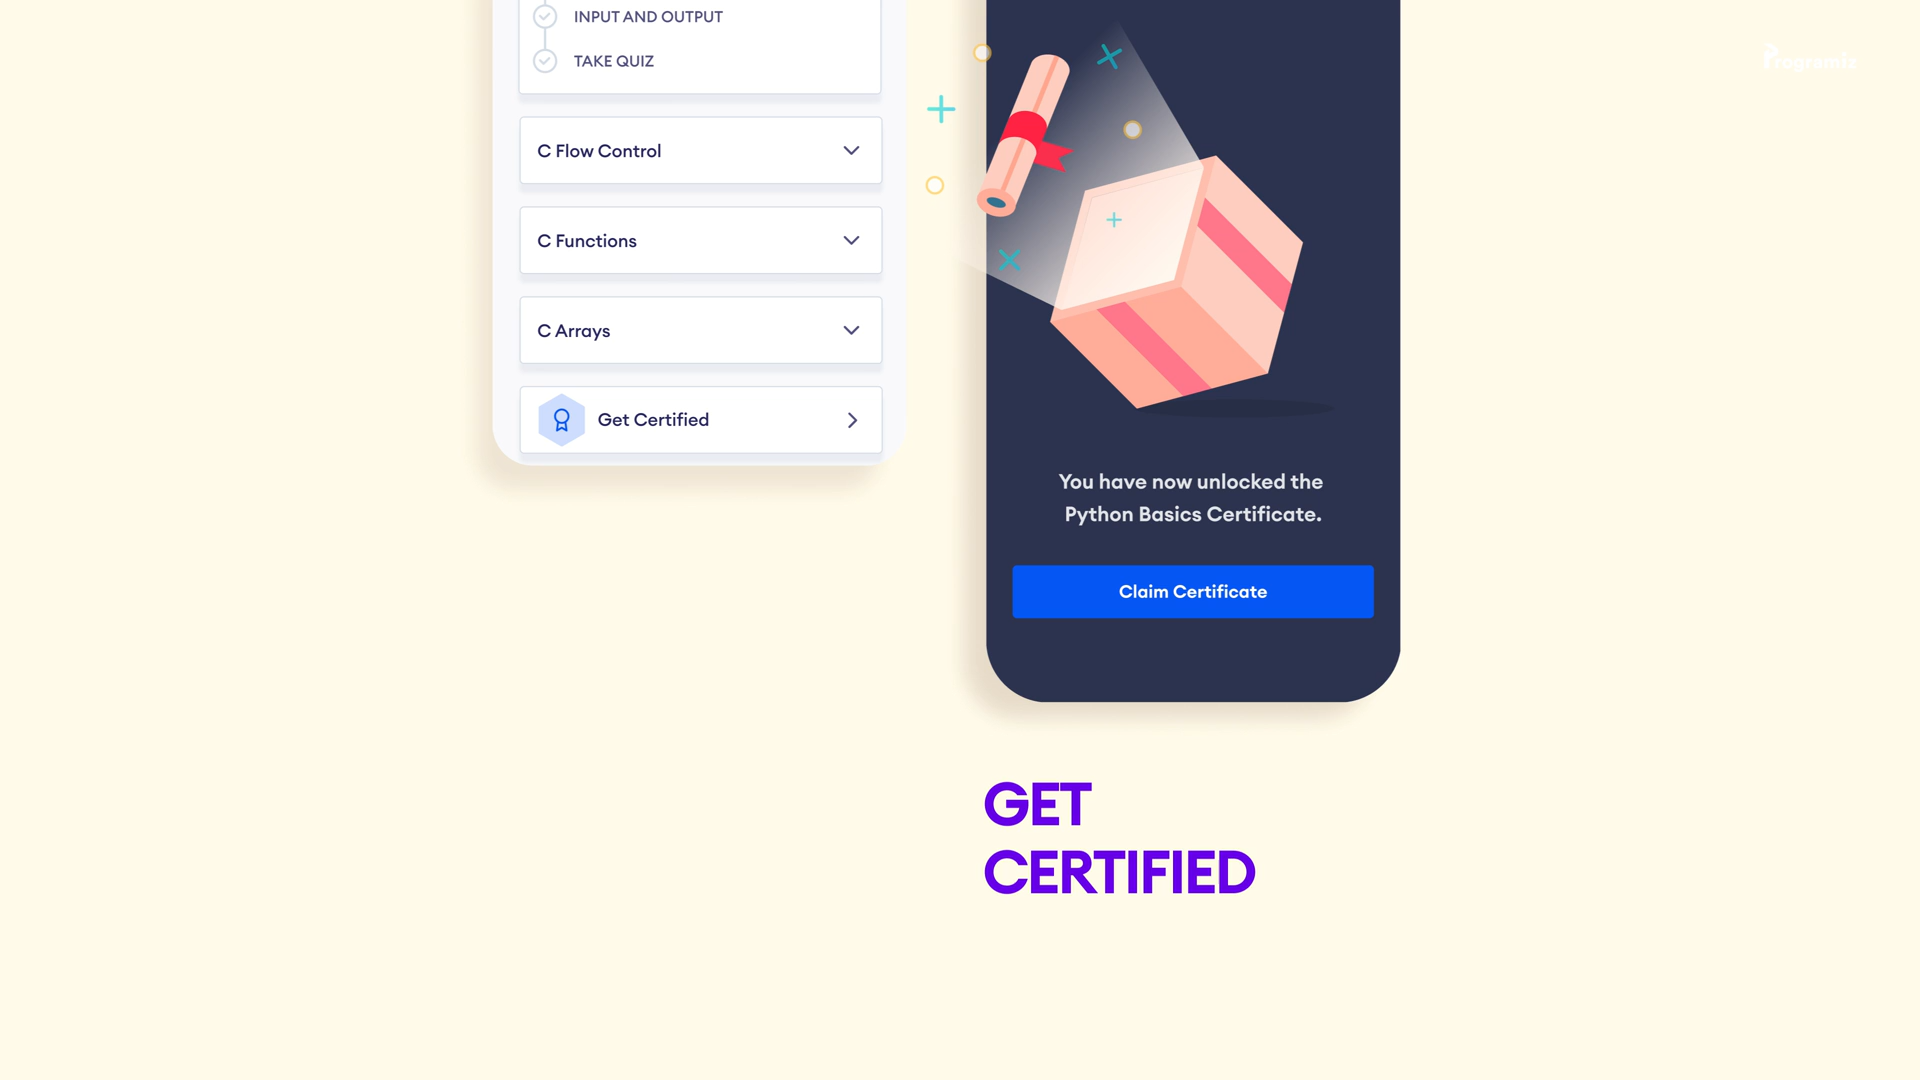 INPUT AND OUTPUT
TAKE QUIZ
C Flow Control
C Functions
C Arrays
Get Certified
Programiz
You have now unlocked the
Python Basics Certificate.
Claim Certificate
GET
CERTIFIED